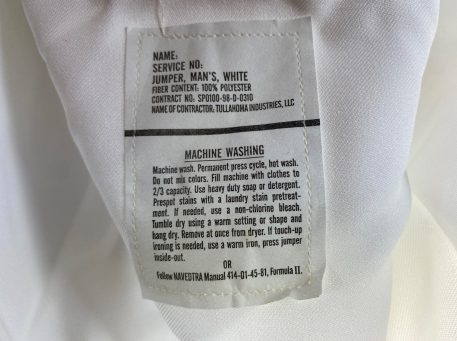 NAME:
SERVICE NO:
JUMPER, MAN'S, WHITE
FIBER CONTENT: 100% POLYESTER
CONTRACT NO: SPO100-98-D-0310
NAME OF CONTRACTOR: TULLAHOMA INDUSTRIES, LLC
MACHINE WASHING
Machine wash. Permanent press cycle, hot wash.
Do not mix colors. Fill machine with clothes to
2/3 capacity. Use heavy duty soap or detergent.
Prespot stains with a laundry stain pretreat-
ment. If needed, use a non-chlorine bleach.
Tumble dry using a warm setting or shape and
hang dry. Remove at once from dryer. If touch-up
ironing is needed, use a warm iron, press jumper
inside-out.
OR
Follow NAVEDTRA Manual 414-01-45-81, Formula II.